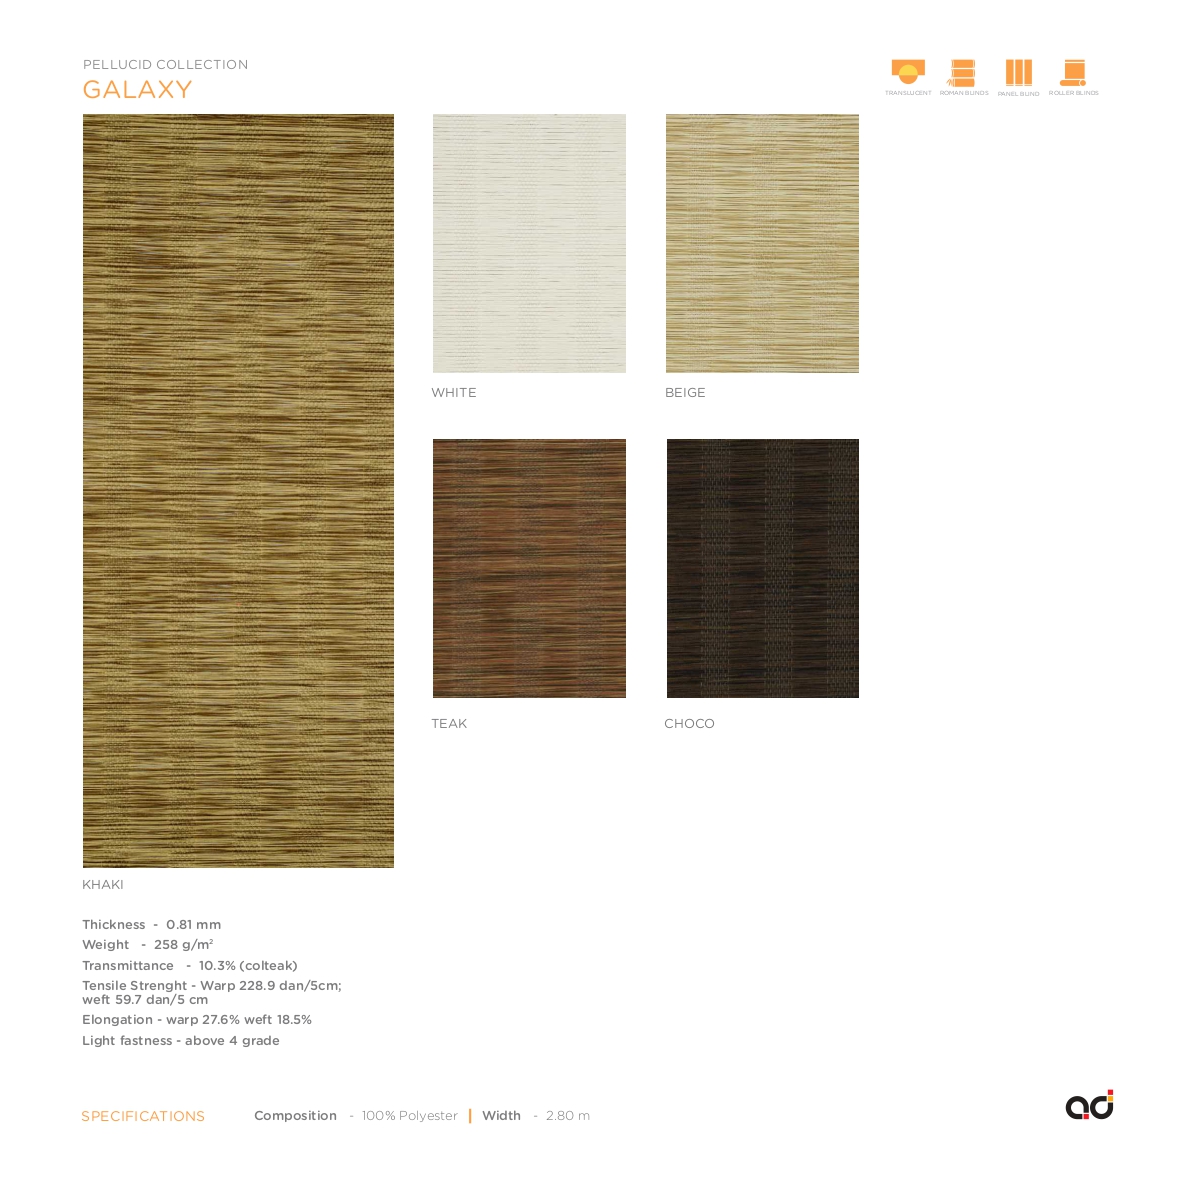 PELLUCID COLLECTION
GALAXY
TRANSLUCENT
ROMAN BLINDS
PANEL BLIND
ROLLER BLINDS
WHITE
BEIGE
TEAK
CHOCO
KHAKI
Thickness - 0.81 mm
Weight - 258 g/m²
Transmittance - 10.3% (colteak)
Tensile Strenght - Warp 228.9 dan/5cm;
weft 59.7 dan/5 cm
Elongation - warp 27.6% weft 18.5%
Light fastness - above 4 grade
SPECIFICATIONS Composition - 100% Polyester | Width - 2.80 m
ad